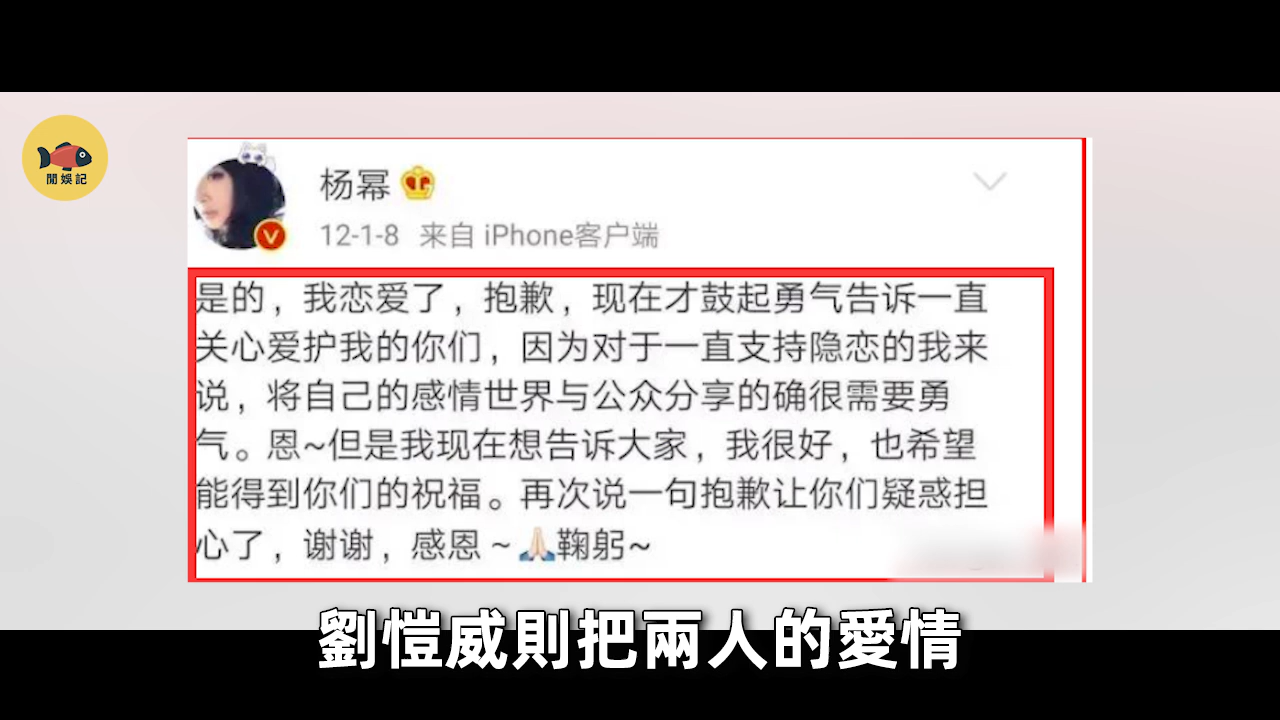 閒娛記
杨幂
12-1-8 来自 iPhone客户端
是的，我恋爱了，抱歉，现在才鼓起勇气告诉一直
关心爱护我的你们，因为对于一直支持隐恋的我来
说，将自己的感情世界与公众分享的确很需要勇
气。恩~但是我现在想告诉大家，我很好，也希望
能得到你们的祝福。再次说一句抱歉让你们疑惑担
心了，谢谢，感恩~🙏🏻鞠躬~
劉愷威則把兩人的愛情